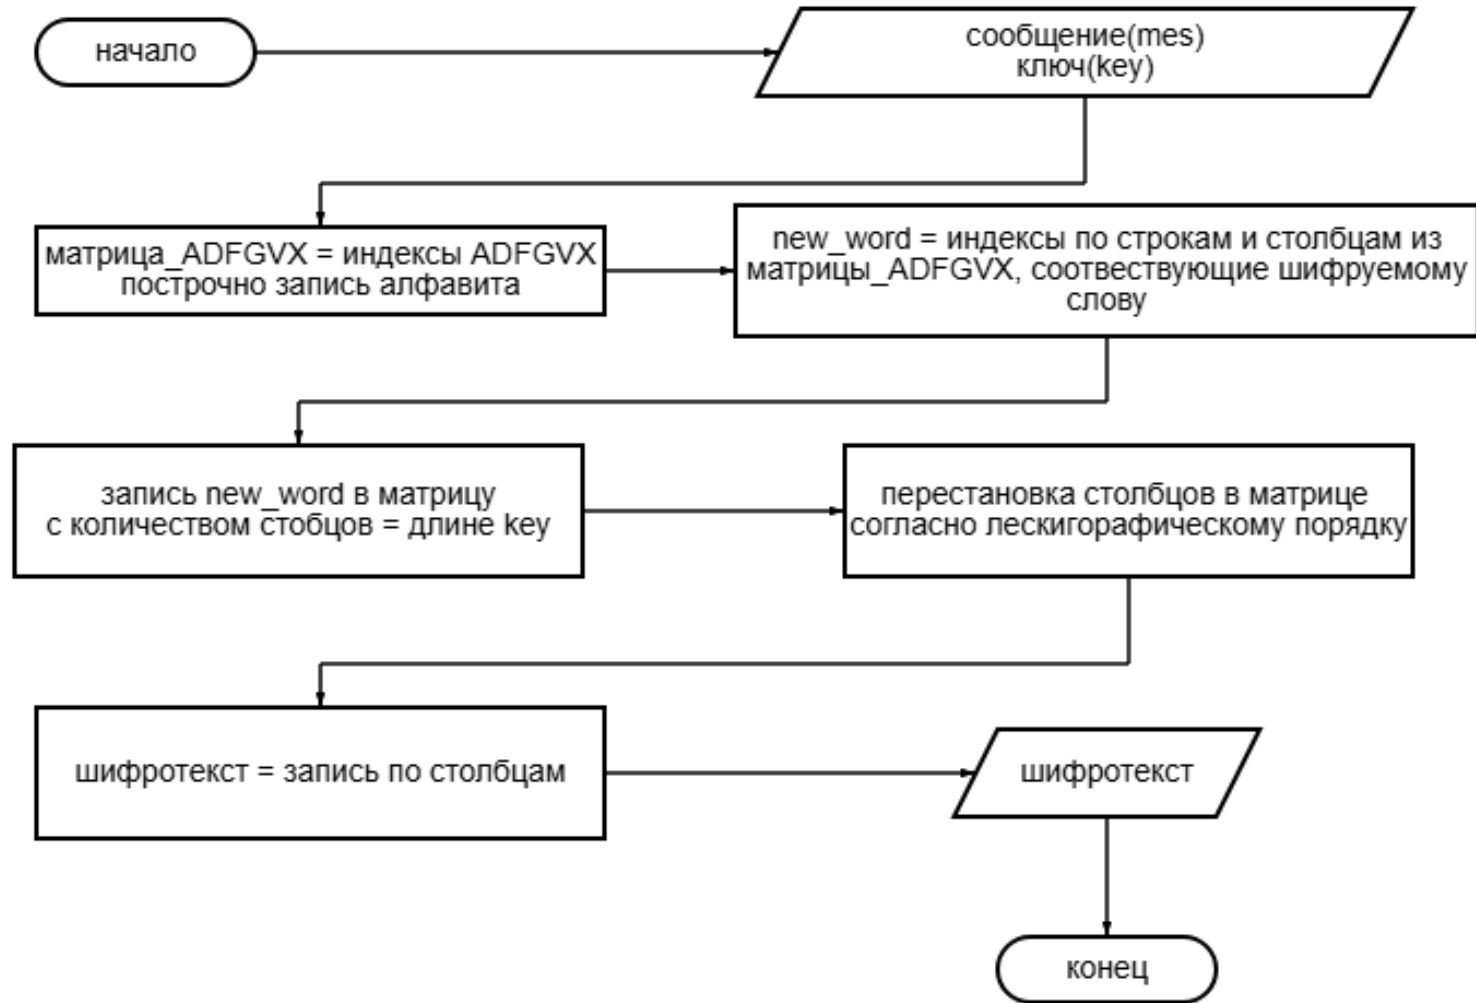 начало
сообщение(mes)
ключ(key)
матрица_ADFGVX = индексы ADFGVX
построчно запись алфавита
new_word = индексы по строкам и столбцам из
матрицы_ADFGVX, соотвествующие шифруемому
слову
запись new_word в матрицу
с количеством стобцов = длине key
перестановка столбцов в матрице
согласно лескигорафическому порядку
шифротекст = запись по столбцам
шифротекст
конец